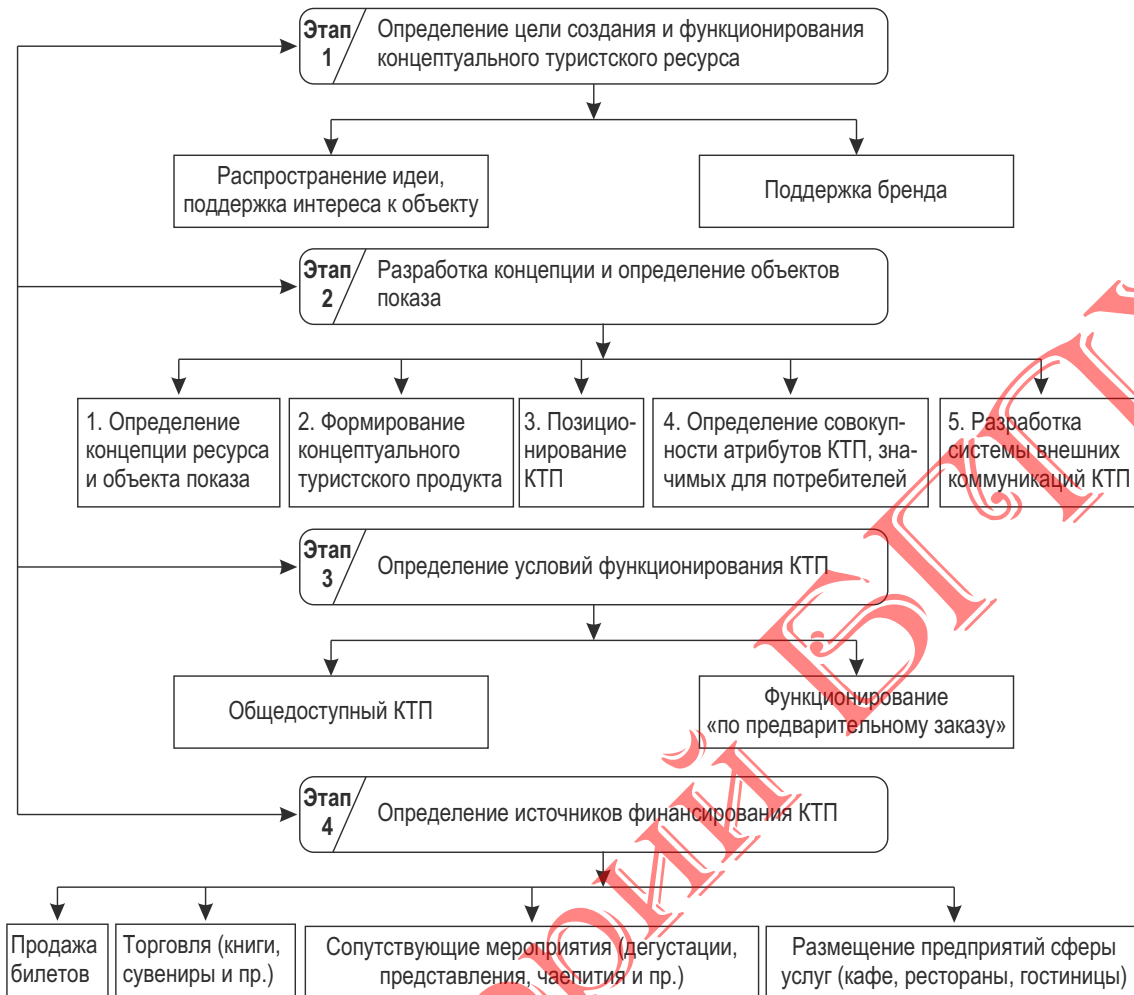 Этап
1
Определение цели создания и функционирования
концептуального туристского ресурса
Распространение идеи,
поддержка интереса к объекту
Поддержка бренда
Этап
2
Разработка концепции и определение объектов
показа
1. Определение
концепции ресурса
и объекта показа
2. Формирование
концептуального
туристского продукта
3. Позицио-
нирование
КТП
4. Определение совокуп-
ности атрибутов КТП, зна-
чимых для потребителей
5. Разработка
системы внешних
коммуникаций КТП
Этап
3
Определение условий функционирования КТП
Общедоступный КТП
Функционирование
«по предварительному заказу»
Этап
4
Определение источников финансирования КТП
Продажа
билетов
Торговля (книги,
сувениры и пр.)
Сопутствующие мероприятия (дегустации,
представления, чаепития и пр.)
Размещение предприятий сферы
услуг (кафе, рестораны, гостиницы)